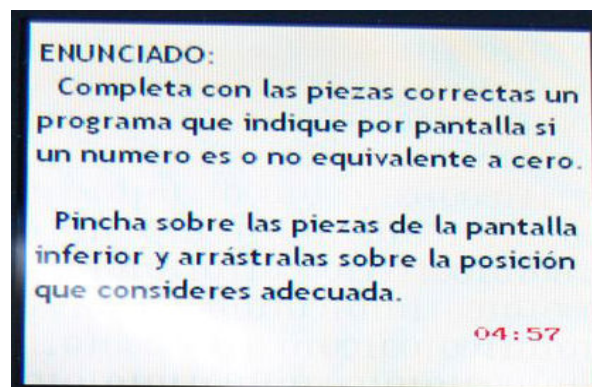 ENUNCIADO:
Completa con las piezas correctas un
programa que indique por pantalla si
un numero es o no equivalente a cero.
Pincha sobre las piezas de la pantalla
inferior y arrástralas sobre la posición
que consideres adecuada.
04:57